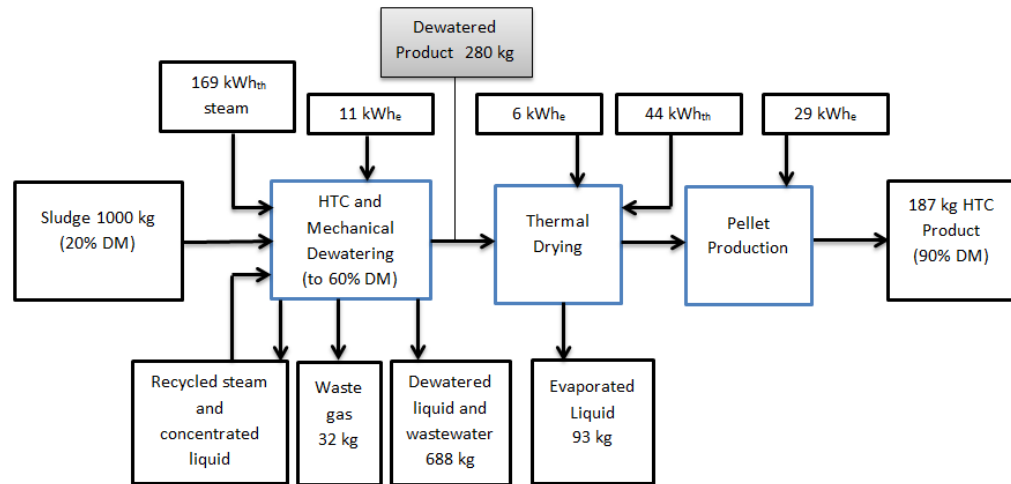 Dewatered
Product 280 kg
169 kWhth
steam
11 kWhe
6 kWhe
44 kWhth
29 kWhe
Sludge 1000 kg
(20% DM)
HTC and
Mechanical
Dewatering
(to 60% DM)
Thermal
Drying
Pellet
Production
187 kg HTC
Product
(90% DM)
Recycled steam
and
concentrated
liquid
Waste
gas
32 kg
Dewatered
liquid and
wastewater
688 kg
Evaporated
Liquid
93 kg